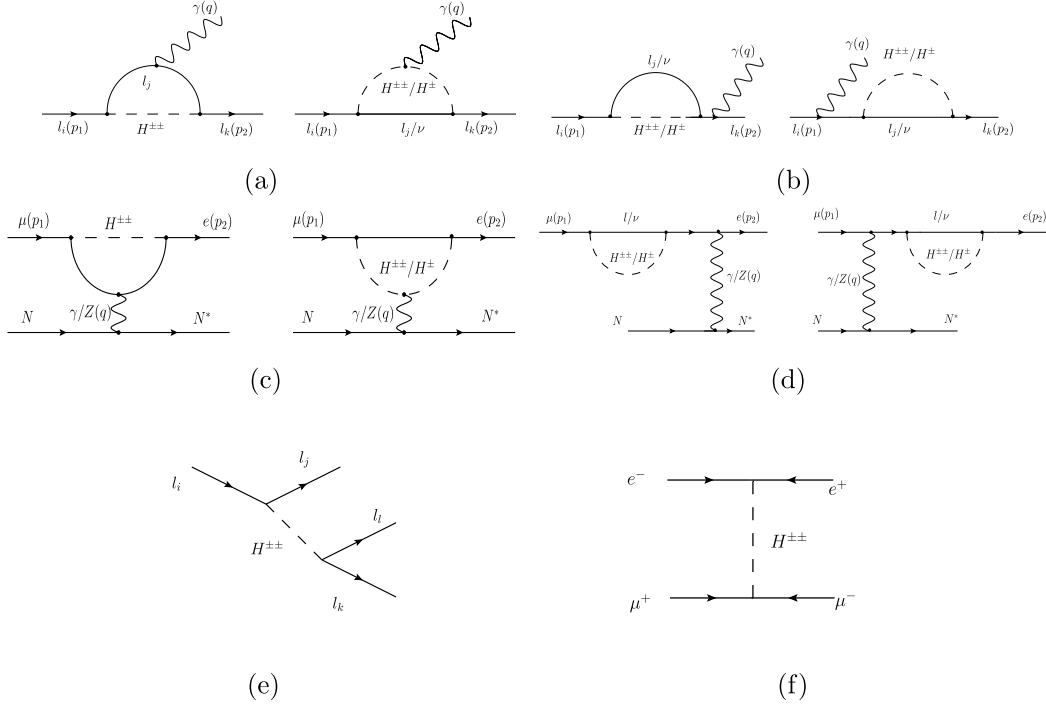 γ(q)
l_j
l_i(p_1)
H^{±±}
l_k(p_2)
γ(q)
H^{±±}/H^±
l_i(p_1)
l_j/ν
l_k(p_2)
(a)
l_j/ν
γ(q)
l_i(p_1)
H^{±±}/H^±
l_k(p_2)
γ(q)
H^{±±}/H^±
l_i(p_1)
l_j/ν
l_k(p_2)
(b)
μ(p_1)
H^{±±}
e(p_2)
N
γ/Z(q)
N^*
μ(p_1)
e(p_2)
H^{±±}/H^±
N
γ/Z(q)
N^*
(c)
μ(p_1)
l/ν
e(p_2)
H^{±±}/H^±
γ/Z(q)
N
N^*
μ(p_1)
l/ν
e(p_2)
H^{±±}/H^±
γ/Z(q)
N
N^*
(d)
l_i
l_j
H^{±±}
l_l
l_k
(e)
e^-
e^+
H^{±±}
μ^+
μ^-
(f)